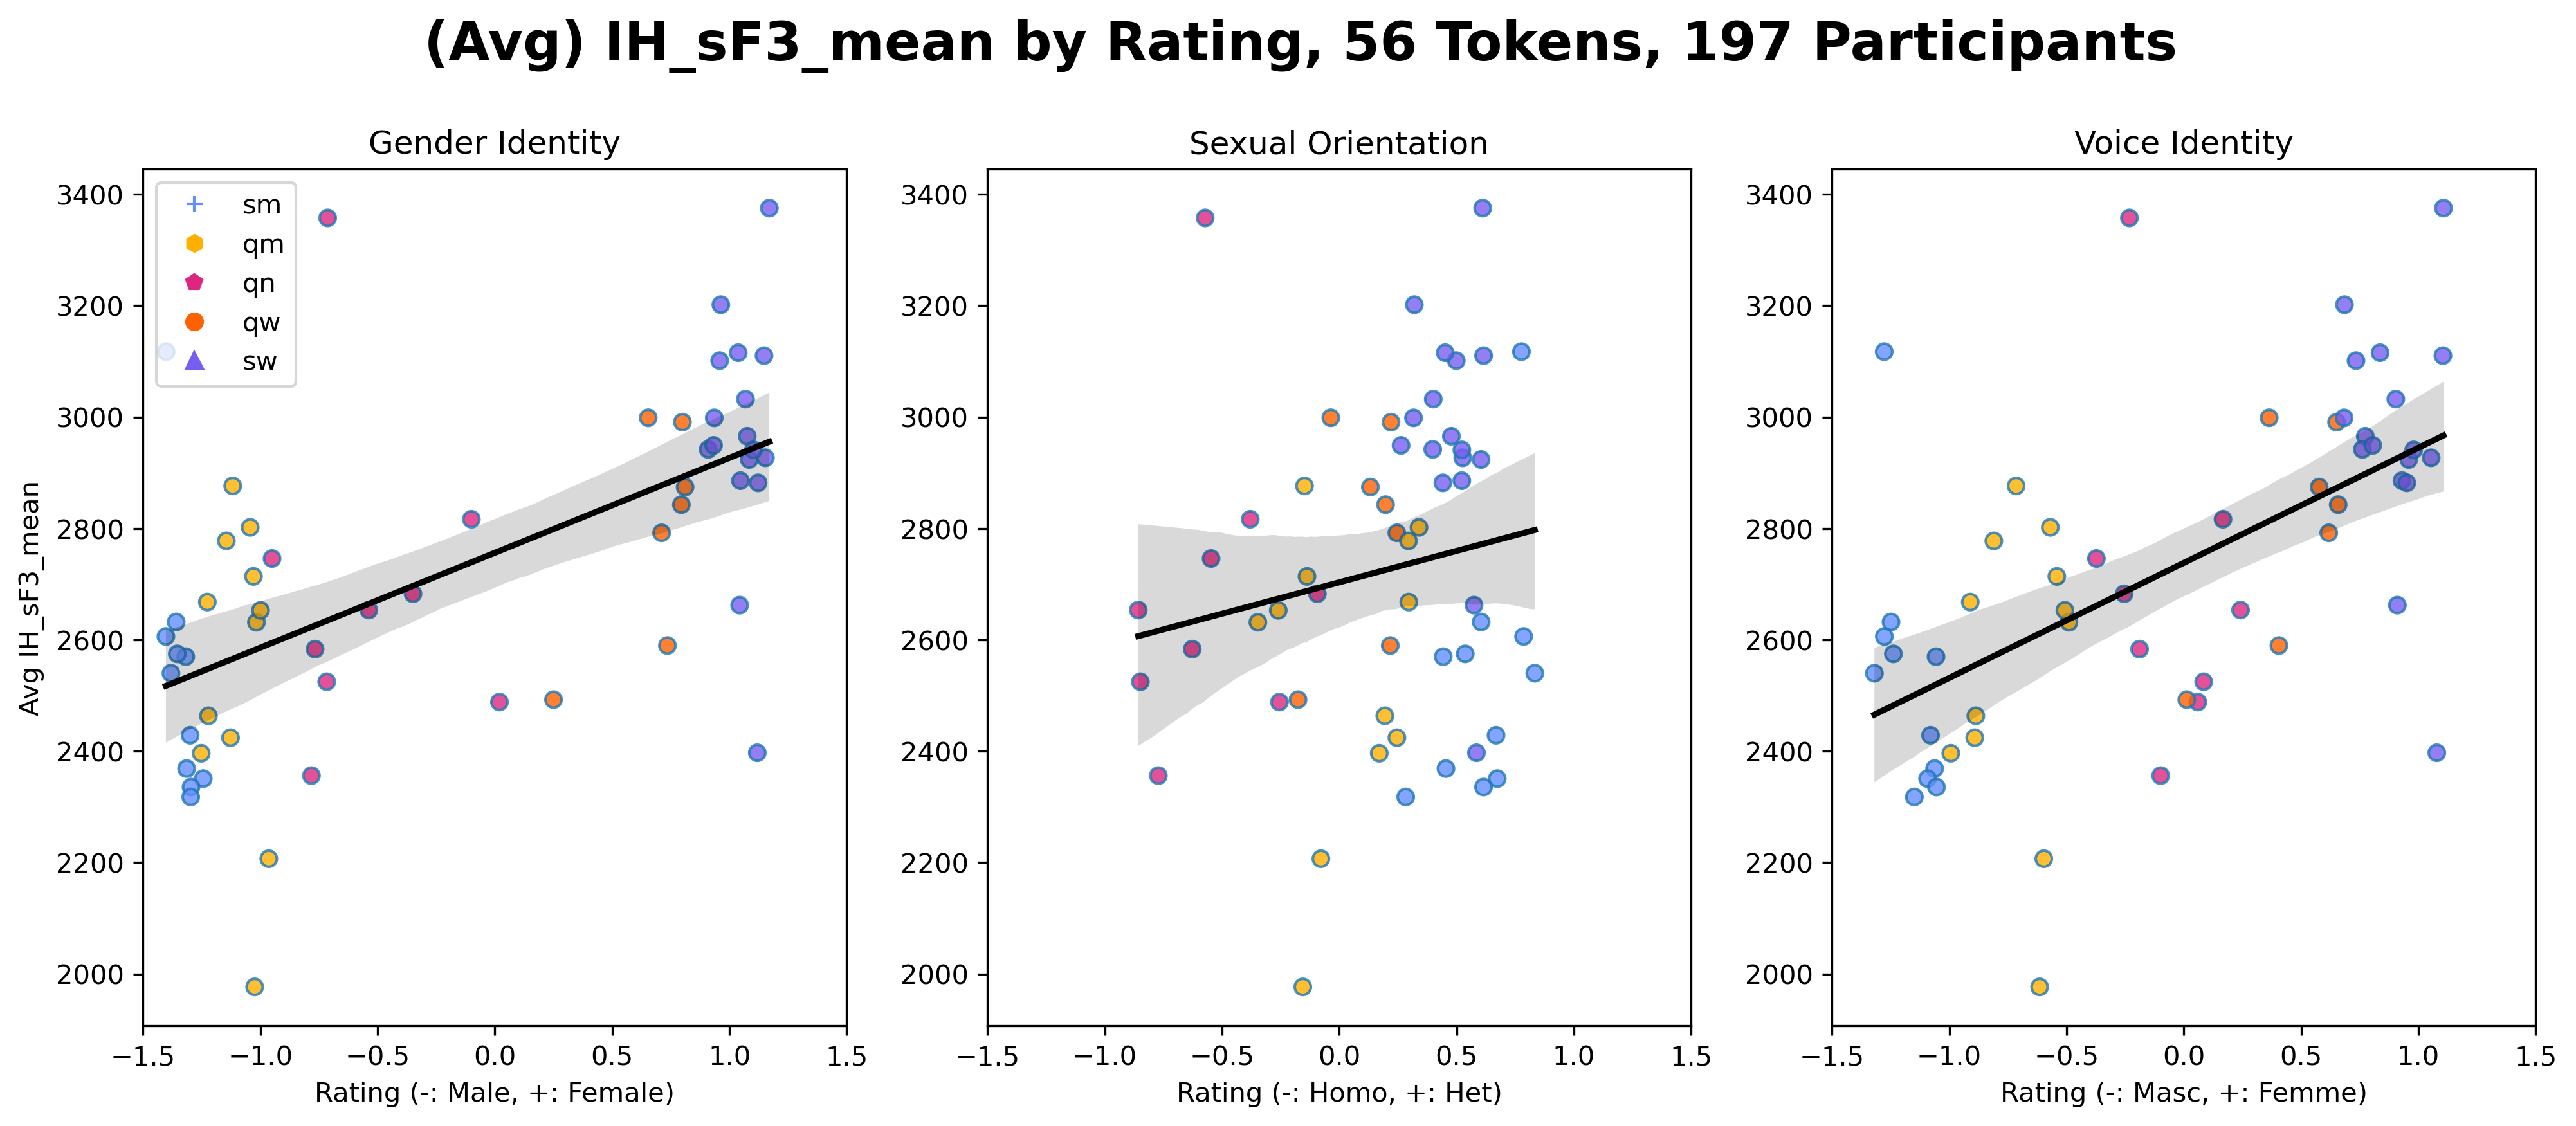 (Avg) IH_sF3_mean by Rating, 56 Tokens, 197 Participants
Gender Identity
Sexual Orientation
Voice Identity
Avg IH_sF3_mean
3400
3200
3000
2800
2600
2400
2200
2000
sm
qm
qn
qw
sw
−1.5 −1.0 −0.5 0.0 0.5 1.0 1.5
Rating (-: Male, +: Female)
3400
3200
3000
2800
2600
2400
2200
2000
−1.5 −1.0 −0.5 0.0 0.5 1.0 1.5
Rating (-: Homo, +: Het)
3400
3200
3000
2800
2600
2400
2200
2000
−1.5 −1.0 −0.5 0.0 0.5 1.0 1.5
Rating (-: Masc, +: Femme)